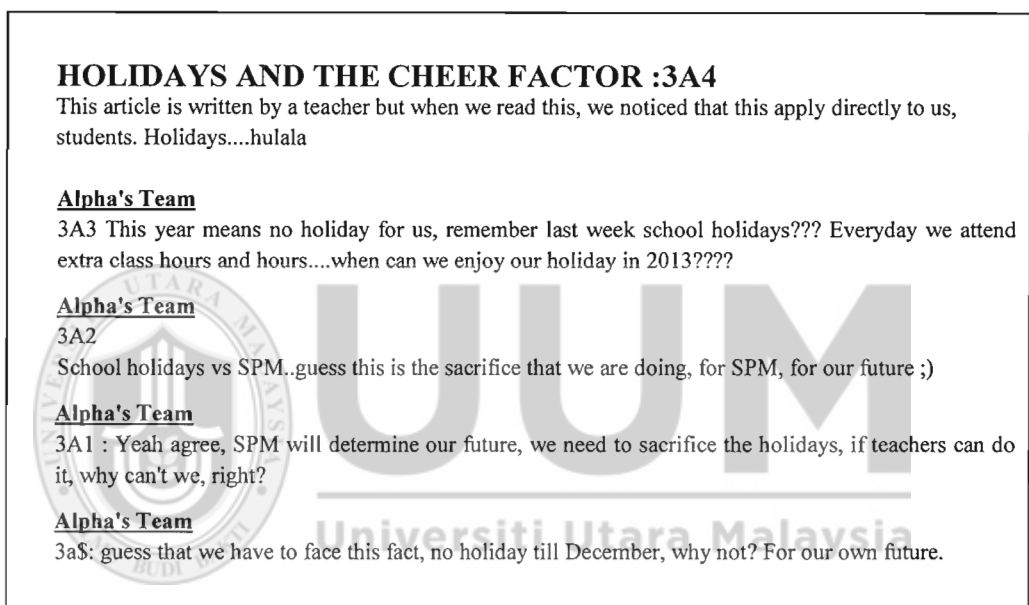 HOLIDAYS AND THE CHEER FACTOR :3A4
This article is written by a teacher but when we read this, we noticed that this apply directly to us,
students. Holidays....hulala
Alpha's Team
3A3 This year means no holiday for us, remember last week school holidays??? Everyday we attend
extra class hours and hours....when can we enjoy our holiday in 2013????
Alpha's Team
3A2
School holidays vs SPM..guess this is the sacrifice that we are doing, for SPM, for our future ;)
Alpha's Team
3A1 : Yeah agree, SPM will determine our future, we need to sacrifice the holidays, if teachers can do
it, why can't we, right?
Alpha's Team
3a$: guess that we have to face this fact, no holiday till December, why not? For our own future.
UUM
Universiti Utara Malaysia
UNIVERSITI UTARA MALAYSIA
BUDI